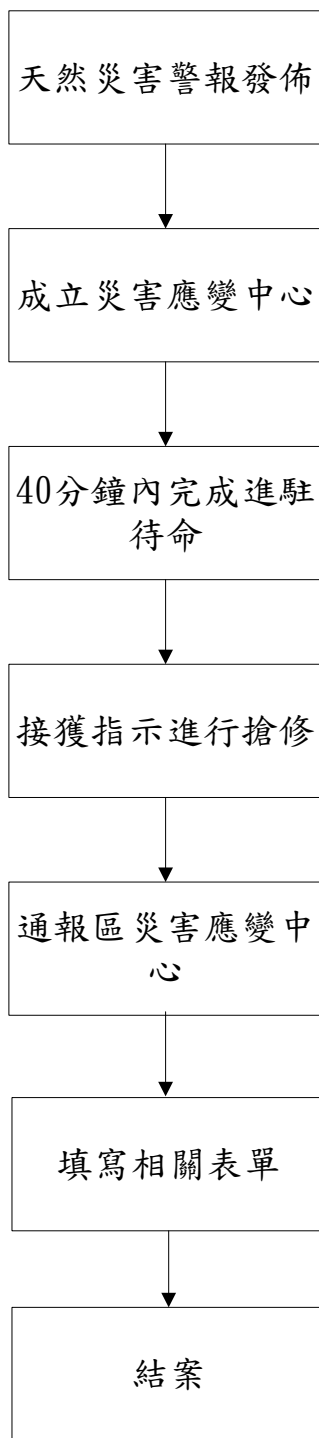 天然災害警報發佈
成立災害應變中心
40分鐘內完成進駐
待命
接獲指示進行搶修
通報區災害應變中
心
填寫相關表單
結案